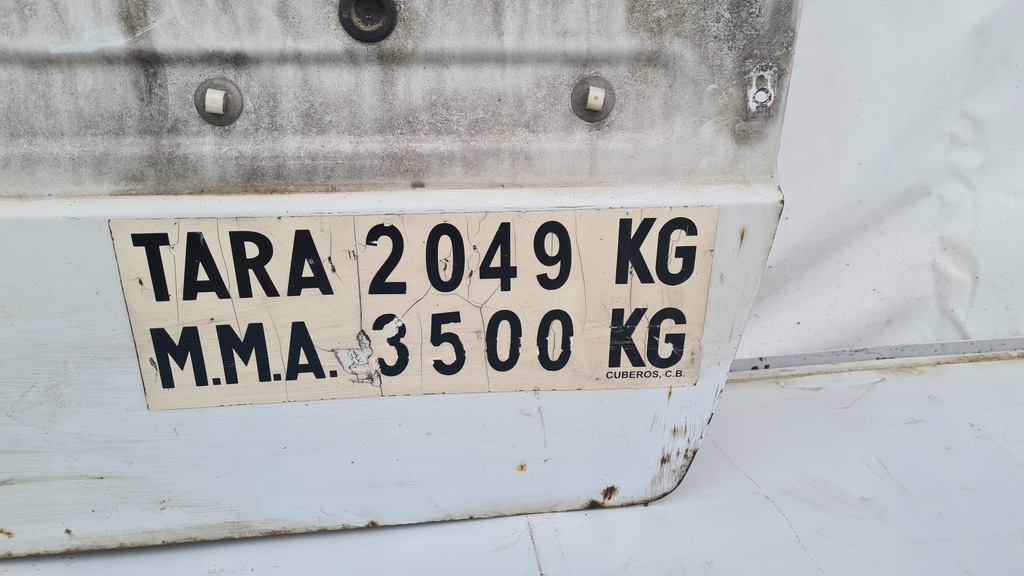 TARA 2049 KG
M.M.A. 3500 KG
CUBEROS, C.B.